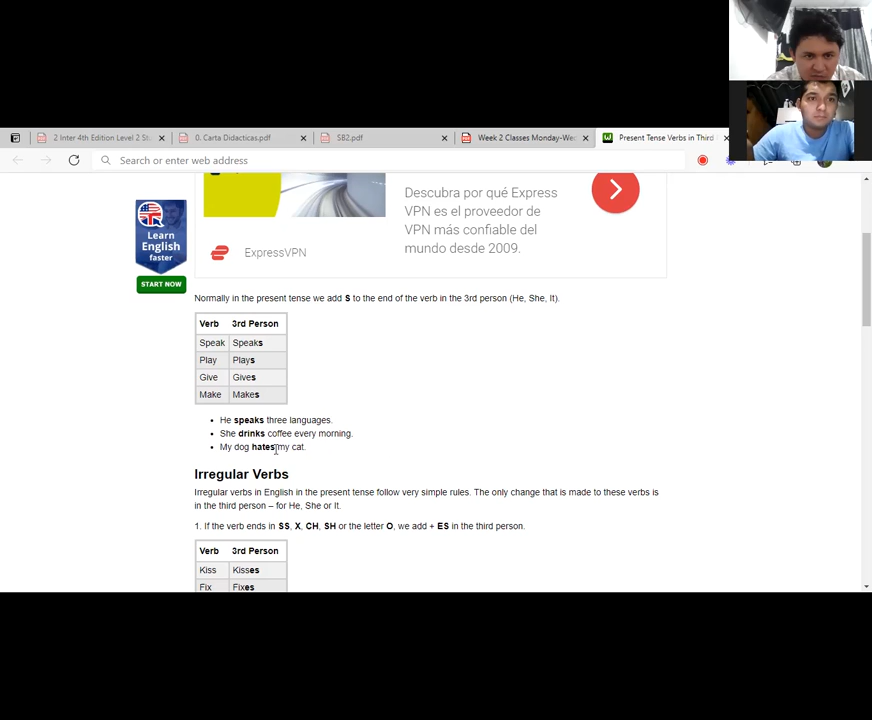 2 Inter 4th Edition Level 2 St
0. Carta Didacticas.pdf
SB2.pdf
Week 2 Classes Monday-We
Present Tense Verbs in Third
Search or enter web address
Descubra por qué Express
VPN es el proveedor de
VPN más confiable del
mundo desde 2009.
ExpressVPN
Learn
English
faster
START NOW
Normally in the present tense we add S to the end of the verb in the 3rd person (He, She, It).
Verb 3rd Person
Speak Speaks
Play Plays
Give Gives
Make Makes
• He speaks three languages.
• She drinks coffee every morning.
• My dog hates my cat.
Irregular Verbs
Irregular verbs in English in the present tense follow very simple rules. The only change that is made to these verbs is
in the third person – for He, She or It.
1. If the verb ends in SS, X, CH, SH or the letter O, we add + ES in the third person.
Verb 3rd Person
Kiss Kisses
Fix Fixes